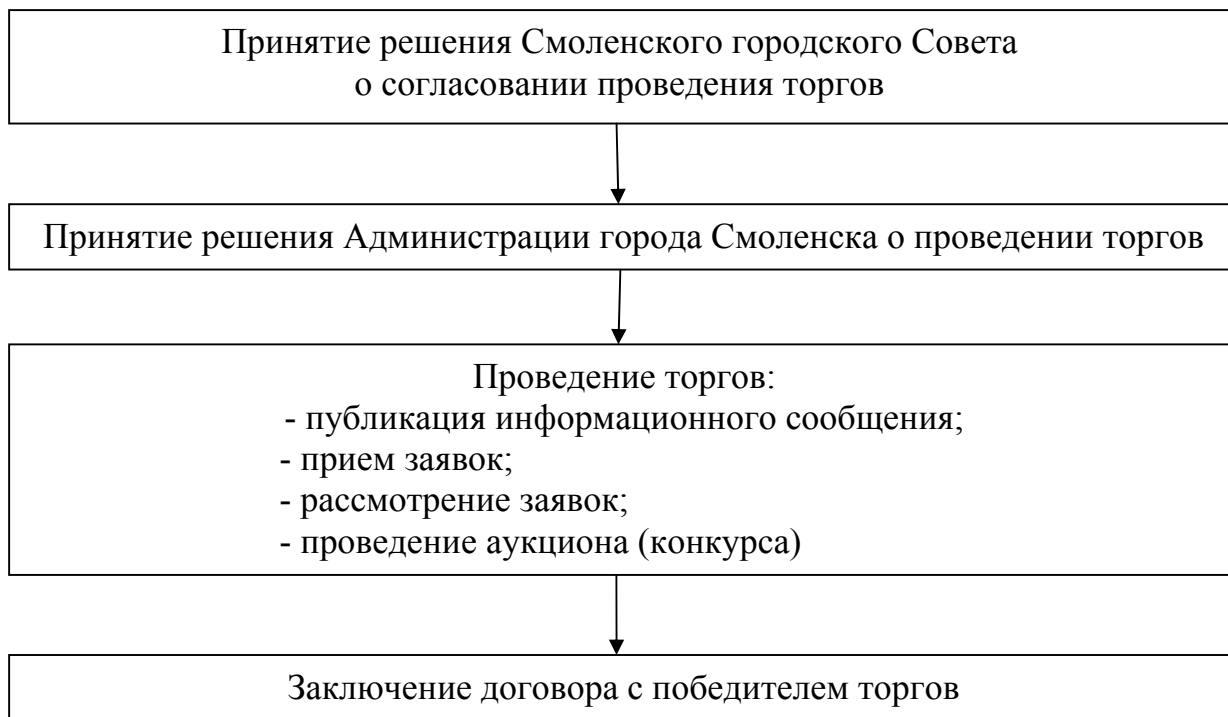 Принятие решения Смоленского городского Совета
о согласовании проведения торгов
Принятие решения Администрации города Смоленска о проведении торгов
Проведение торгов:
- публикация информационного сообщения;
- прием заявок;
- рассмотрение заявок;
- проведение аукциона (конкурса)
Заключение договора с победителем торгов